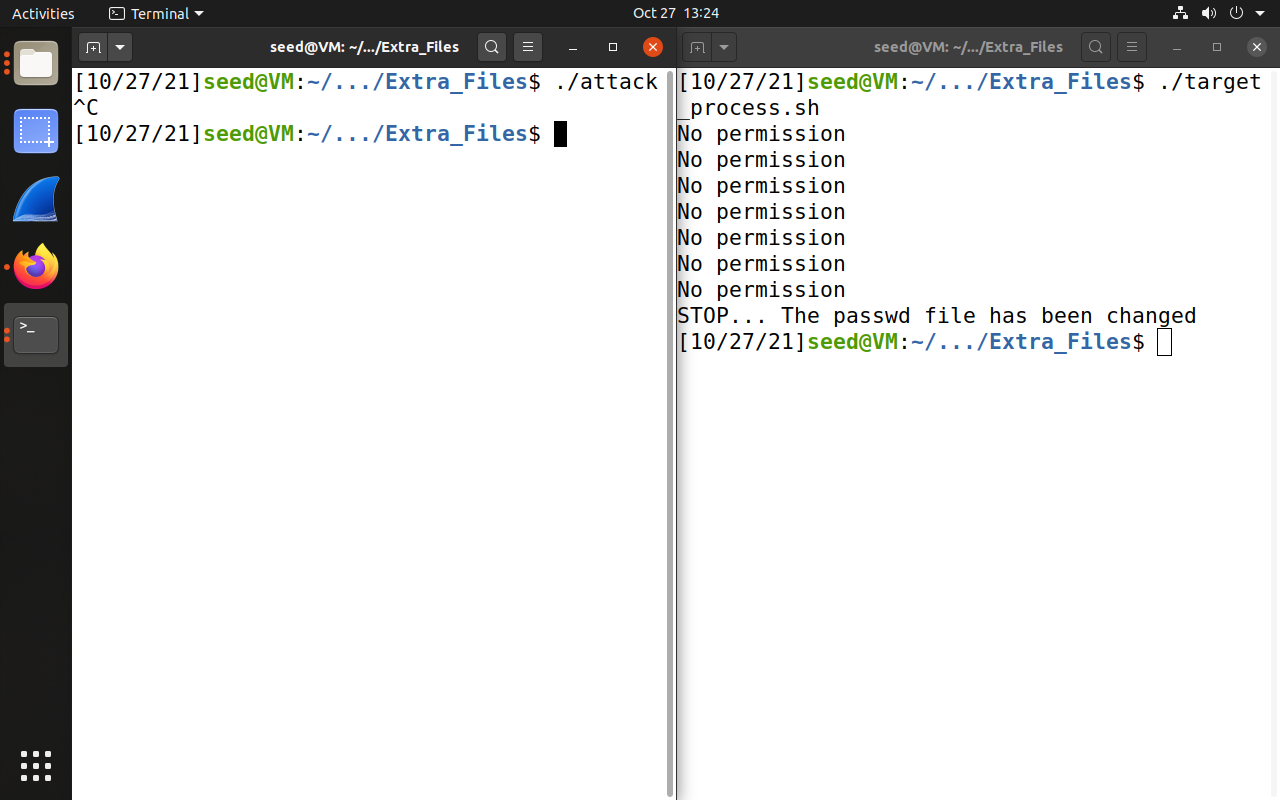 Activities
Terminal
Oct 27 13:24
seed@VM: ~/.../Extra_Files
[10/27/21]seed@VM:~/.../Extra_Files$ ./attack
^C
[10/27/21]seed@VM:~/.../Extra_Files$
>_
seed@VM: ~/.../Extra_Files
[10/27/21]seed@VM:~/.../Extra_Files$ ./target
_process.sh
No permission
No permission
No permission
No permission
No permission
No permission
No permission
STOP... The passwd file has been changed
[10/27/21]seed@VM:~/.../Extra_Files$